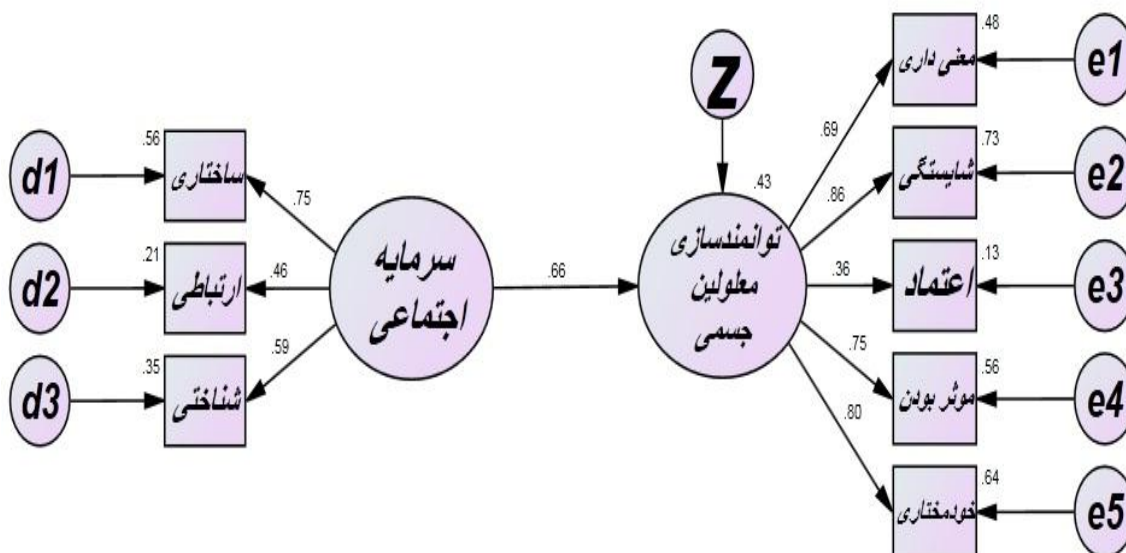 d1
.56
ساختاری
.75
d2
.21
ارتباطی
.46
d3
.35
شناختی
.59
سرمایه
اجتماعی
.66
Z
.43
توانمندسازی
معلولین
جسمی
.69
.48
معنی داری
e1
.86
.73
شایستگی
e2
.36
.13
اعتماد
e3
.75
.56
موثر بودن
e4
.80
.64
خودمختاری
e5